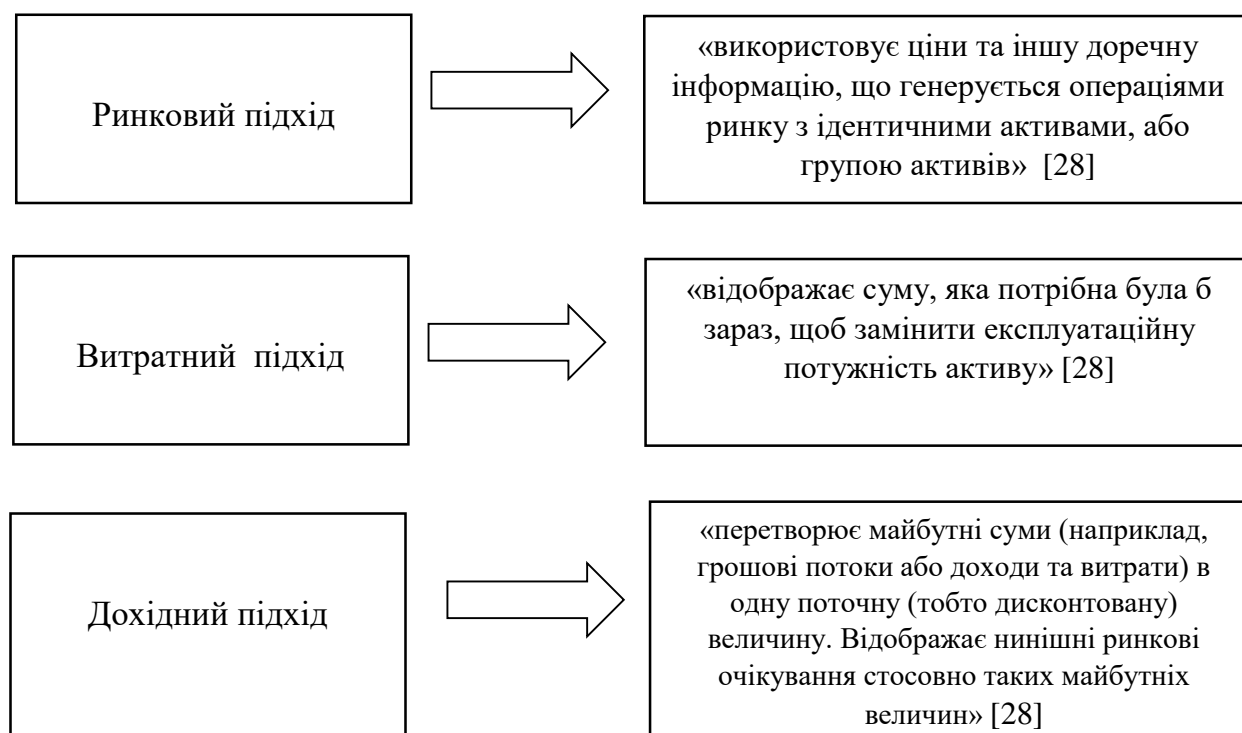 Ринковий підхід
«використовує ціни та іншу доречну
інформацію, що генерується операціями
ринку з ідентичними активами, або
групою активів»  [28]
Витратний  підхід
«відображає суму, яка потрібна була б
зараз, щоб замінити експлуатаційну
потужність активу» [28]
Дохідний підхід
«перетворює майбутні суми (наприклад,
грошові потоки або доходи та витрати) в
одну поточну (тобто дисконтовану)
величину. Відображає нинішні ринкові
очікування стосовно таких майбутніх
величин» [28]